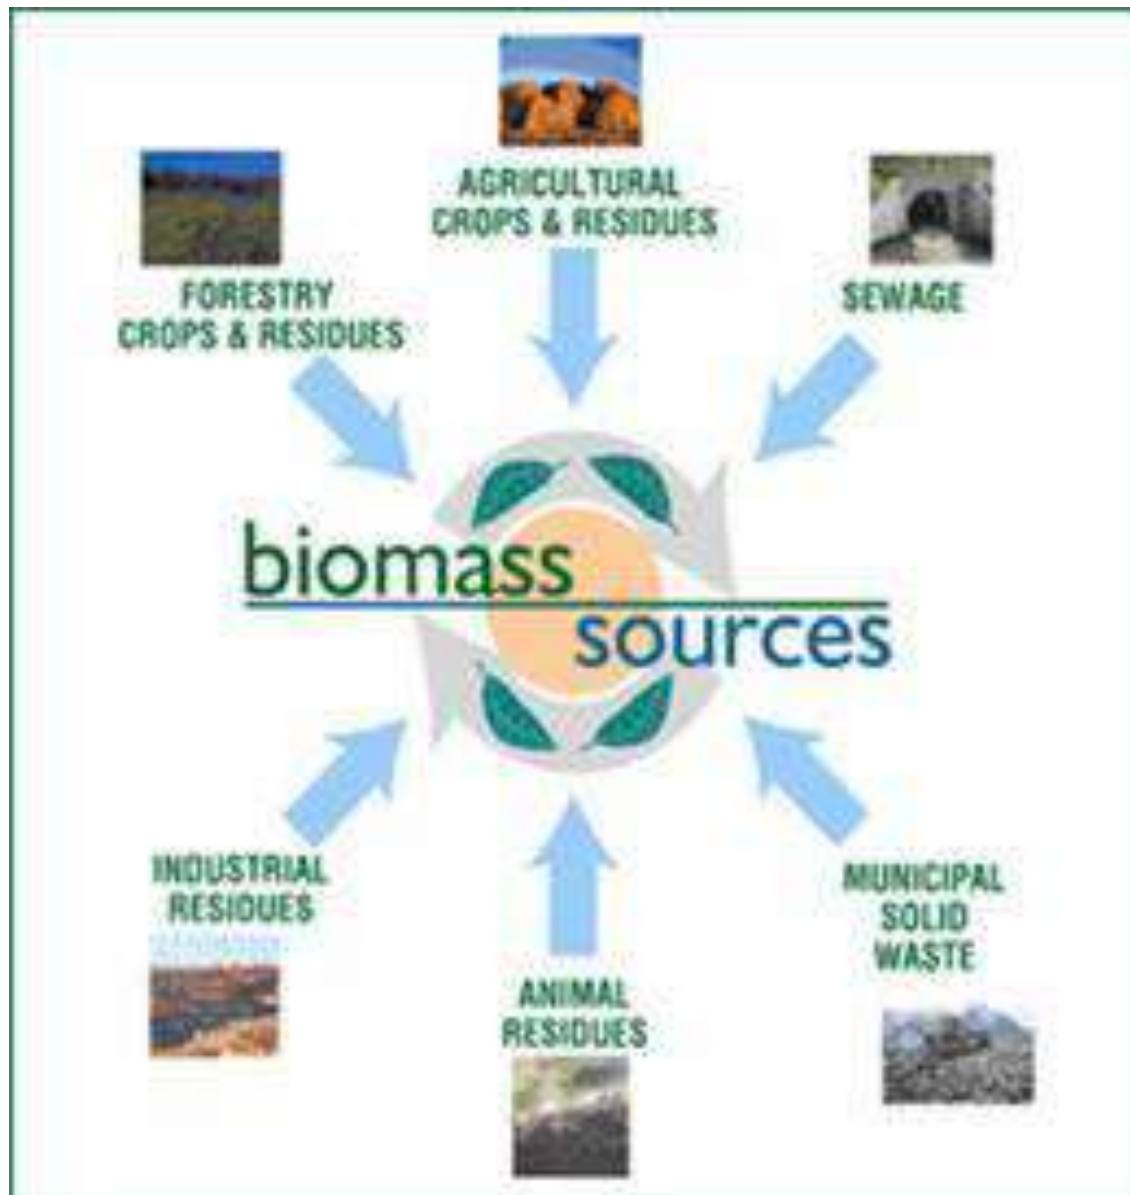 AGRICULTURAL
CROPS & RESIDUES
FORESTRY
CROPS & RESIDUES
SEWAGE
biomass
sources
INDUSTRIAL
RESIDUES
MUNICIPAL
SOLID
WASTE
ANIMAL
RESIDUES